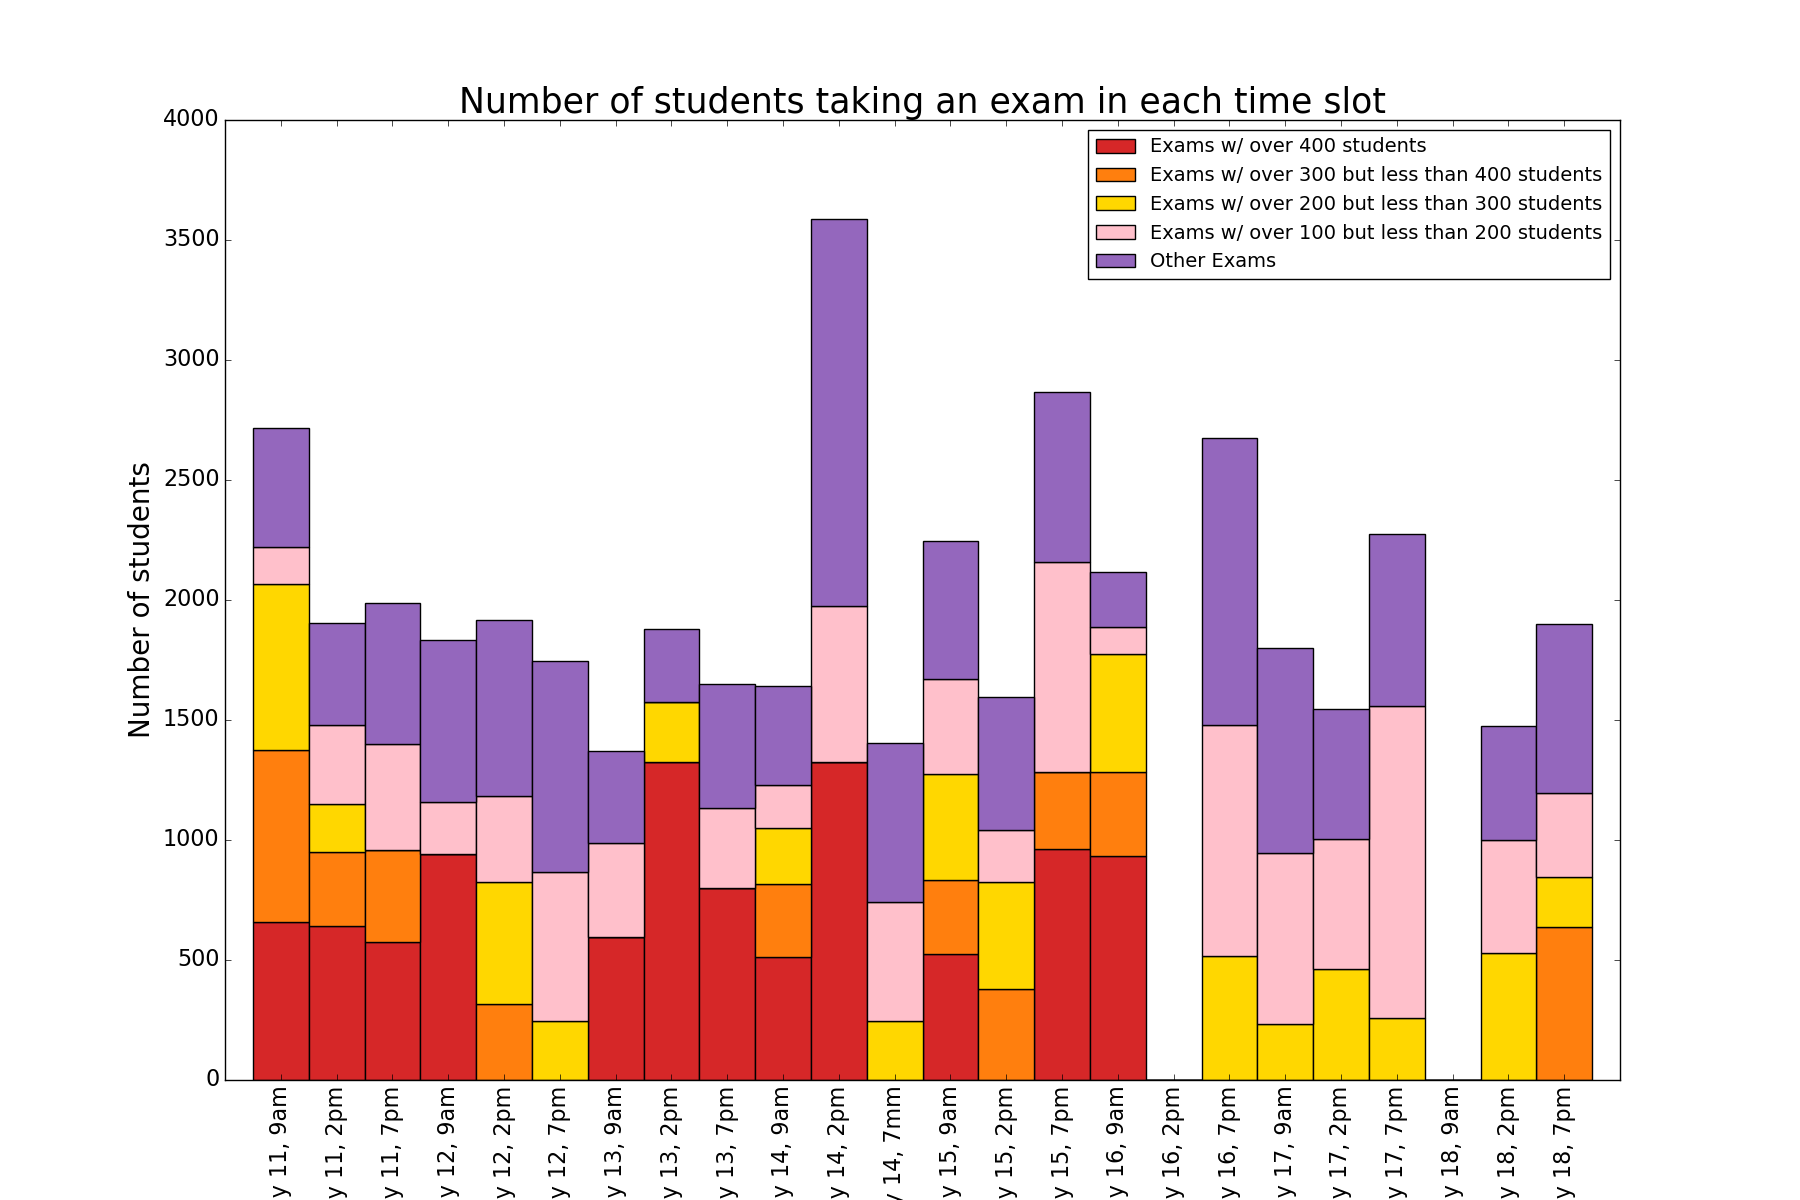 Number of students taking an exam in each time slot
4000
3500
3000
2500
2000
1500
1000
500
0
Number of students
Exams w/ over 400 students
Exams w/ over 300 but less than 400 students
Exams w/ over 200 but less than 300 students
Exams w/ over 100 but less than 200 students
Other Exams
y 11, 9am
y 11, 2pm
y 11, 7pm
y 12, 9am
y 12, 2pm
y 12, 7pm
y 13, 9am
y 13, 2pm
y 13, 7pm
y 14, 9am
y 14, 2pm
y 14, 7mm
y 15, 9am
y 15, 2pm
y 15, 7pm
y 16, 9am
y 16, 2pm
y 16, 7pm
y 17, 9am
y 17, 2pm
y 17, 7pm
y 18, 9am
y 18, 2pm
y 18, 7pm